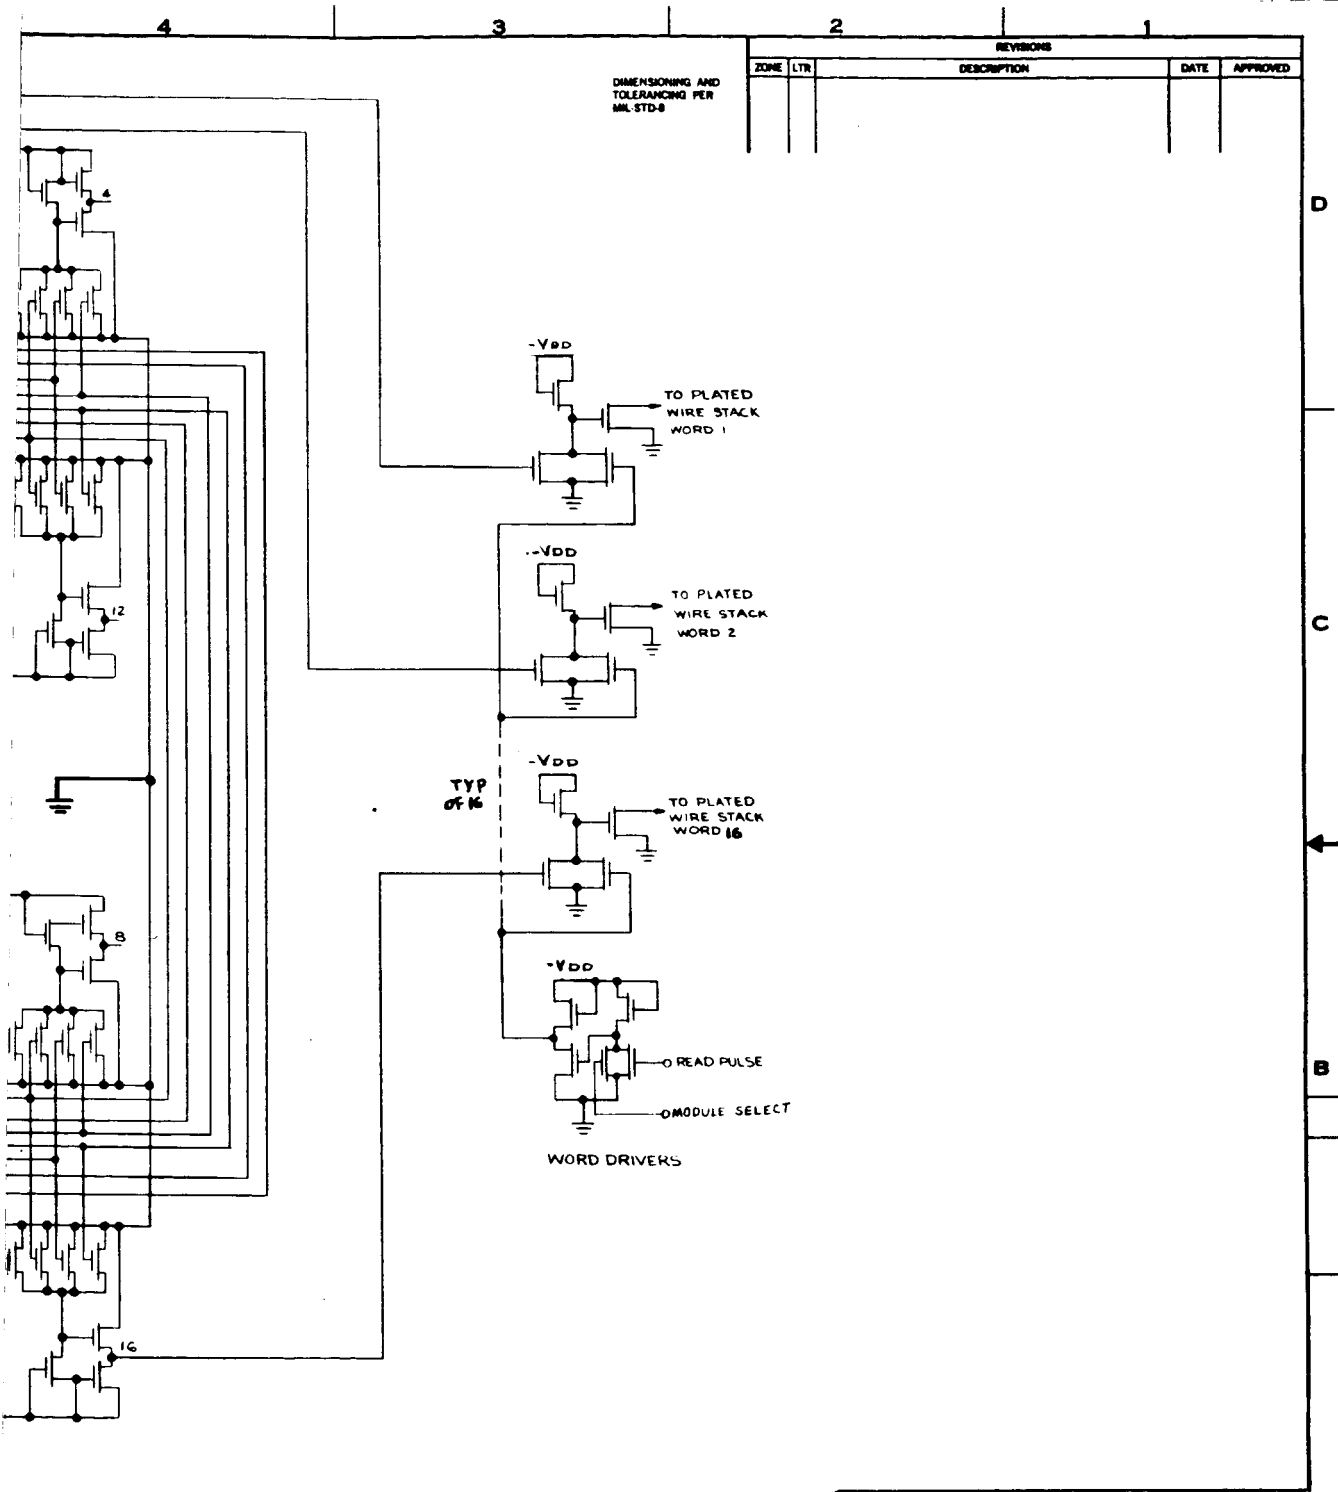 4 3 2 1
REVISIONS
ZONE LTR DESCRIPTION DATE APPROVED
DIMENSIONING AND
TOLERANCING PER
MIL-STD-8
D
4
-VDD
TO PLATED
WIRE STACK
WORD 1
-VDD
TO PLATED
WIRE STACK
WORD 2
12
C
-VDD
TYP
OF 16
TO PLATED
WIRE STACK
WORD 16
8
-VDD
READ PULSE
B
MODULE SELECT
WORD DRIVERS
16